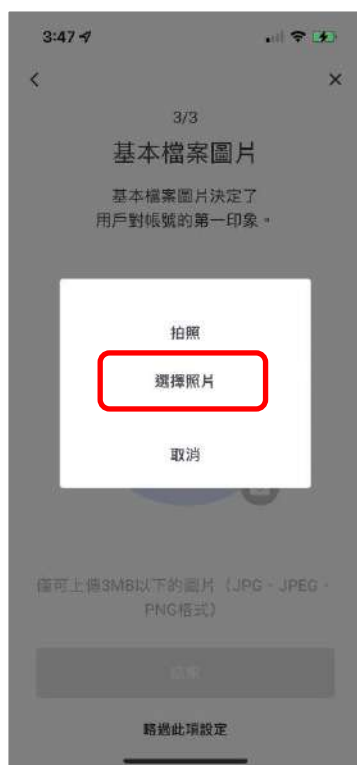 3:47
3/3
基本檔案圖片
基本檔案圖片決定了
用戶對帳號的第一印象。
拍照
選擇照片
取消
僅可上傳3MB以下的圖片（JPG、JPEG、
PNG格式）
略過此項設定